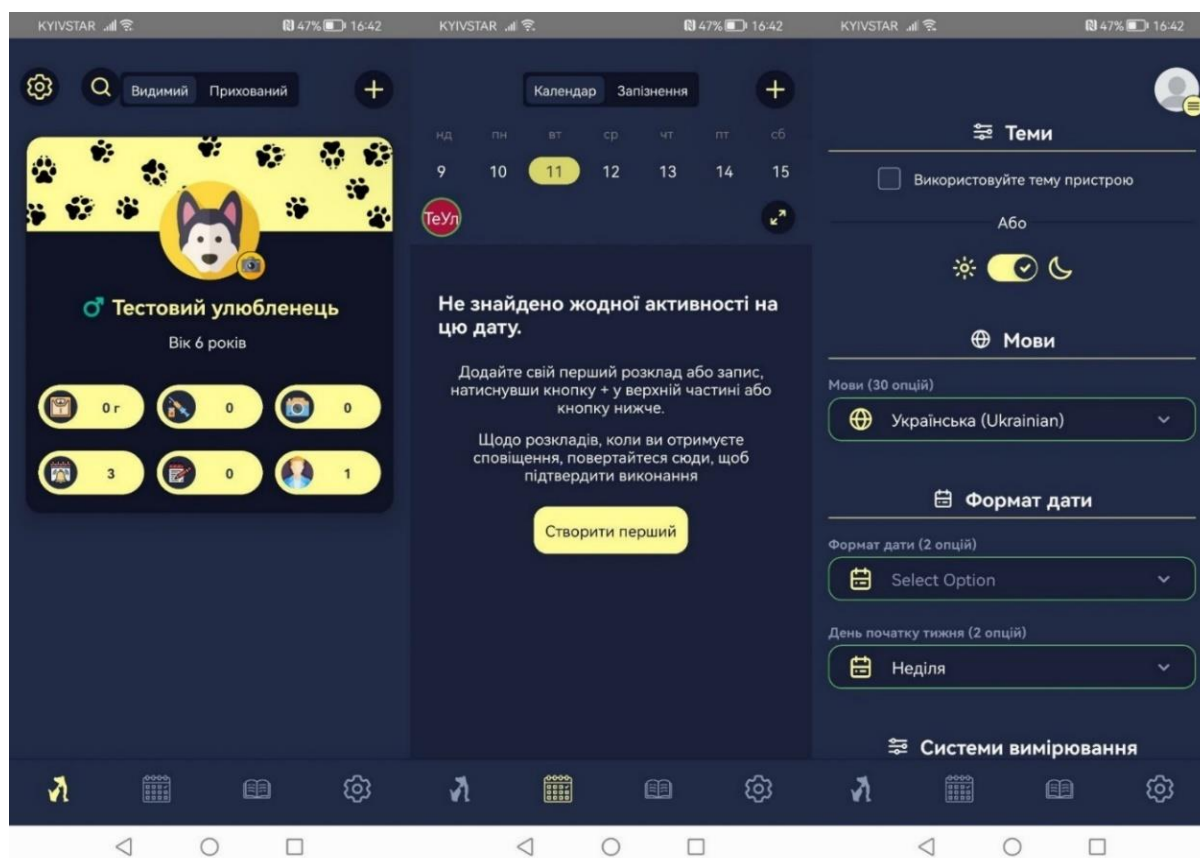 KYIVSTAR 47% 16:42
Видимий Прихований
Тестовий улюбленець
Вік 6 років
0 г 0 0
3 0 1
KYIVSTAR 47% 16:42
Календар Запізнення
нд пн вт ср чт пт сб
9 10 11 12 13 14 15
ТеУл
Не знайдено жодної активності на
цю дату.
Додайте свій перший розклад або запис,
натиснувши кнопку + у верхній частині або
кнопку нижче.
Щодо розкладів, коли ви отримуєте
сповіщення, повертайтеся сюди, щоб
підтвердити виконання
Створити перший
KYIVSTAR 47% 16:42
Теми
Використовуйте тему пристрою
Або
Мови
Мови (30 опцій)
Українська (Ukrainian)
Формат дати
Формат дати (2 опцій)
Select Option
День початку тижня (2 опцій)
Неділя
Системи вимірювання